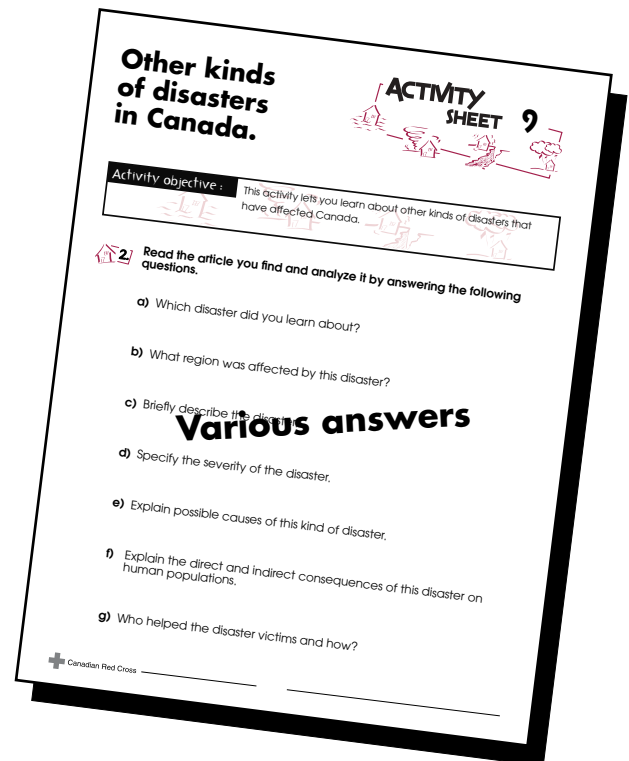 Other kinds
of disasters
in Canada.
ACTIVITY
SHEET 9
Activity objective :
This activity lets you learn about other kinds of disasters that
have affected Canada.
2. Read the article you find and analyze it by answering the following
questions.
a) Which disaster did you learn about?
b) What region was affected by this disaster?
c) Briefly describe the disaster.
Various answers
d) Specify the severity of the disaster.
e) Explain possible causes of this kind of disaster.
f) Explain the direct and indirect consequences of this disaster on
human populations.
g) Who helped the disaster victims and how?
Canadian Red Cross